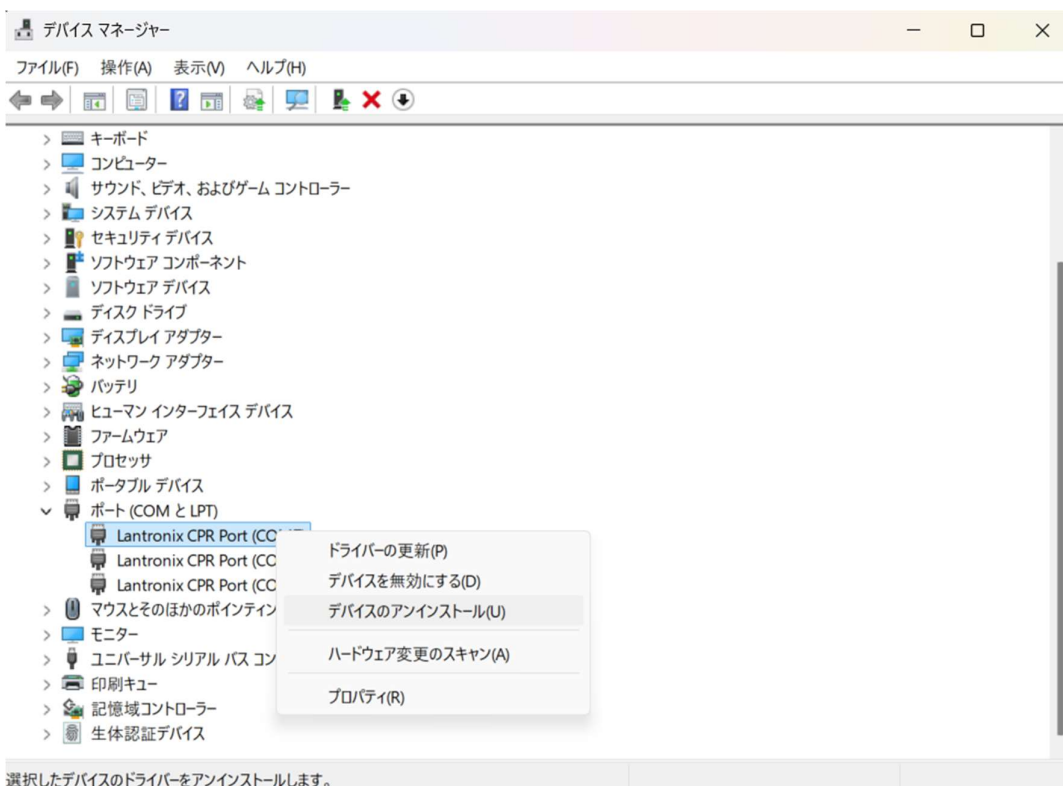 デバイス マネージャー
ファイル(F) 操作(A) 表示(V) ヘルプ(H)
キーボード
コンピューター
サウンド、ビデオ、およびゲーム コントローラー
システム デバイス
セキュリティ デバイス
ソフトウェア コンポーネント
ソフトウェア デバイス
ディスク ドライブ
ディスプレイ アダプター
ネットワーク アダプター
バッテリ
ヒューマン インターフェイス デバイス
ファームウェア
プロセッサ
ポータブル デバイス
ポート (COM と LPT)
Lantronix CPR Port (CO
Lantronix CPR Port (CO
Lantronix CPR Port (CO
マウスとそのほかのポインティン
モニター
ユニバーサル シリアル バス コン
印刷キュー
記憶域コントローラー
生体認証デバイス
ドライバーの更新(P)
デバイスを無効にする(D)
デバイスのアンインストール(U)
ハードウェア変更のスキャン(A)
プロパティ(R)
選択したデバイスのドライバーをアンインストールします。